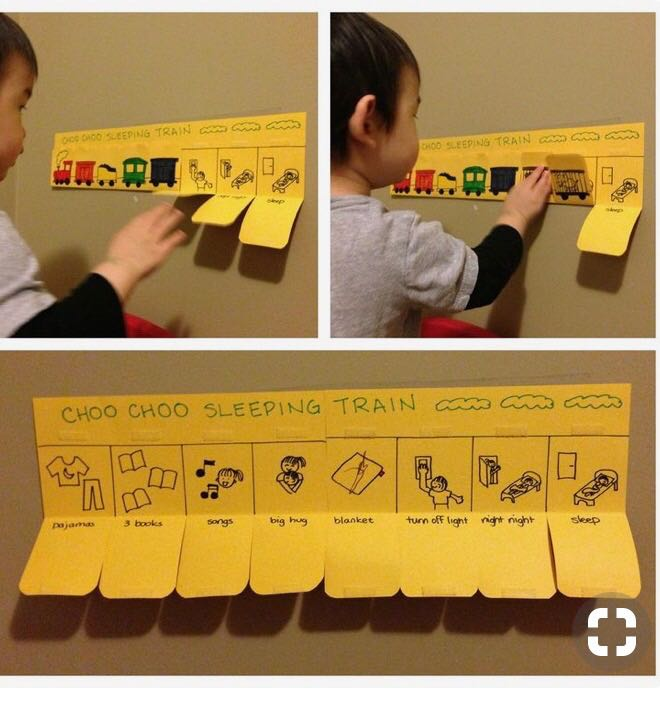 CHOO CHOO SLEEPING TRAIN
sleep
CHOO SLEEPING TRAIN
sleep
CHOO CHOO SLEEPING TRAIN
pajamas
3 books
songs
big hug
blanket
turn off light
night night
sleep